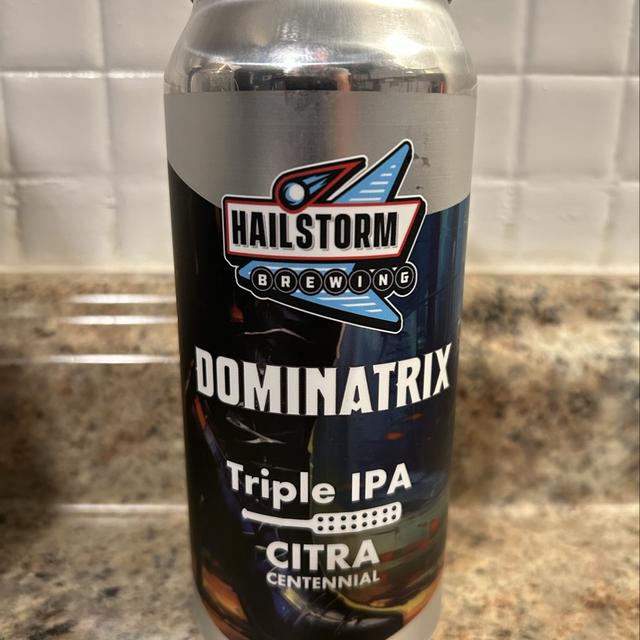 HAILSTORM
BREWING
DOMINATRIX
Triple IPA
CITRA
CENTENNIAL